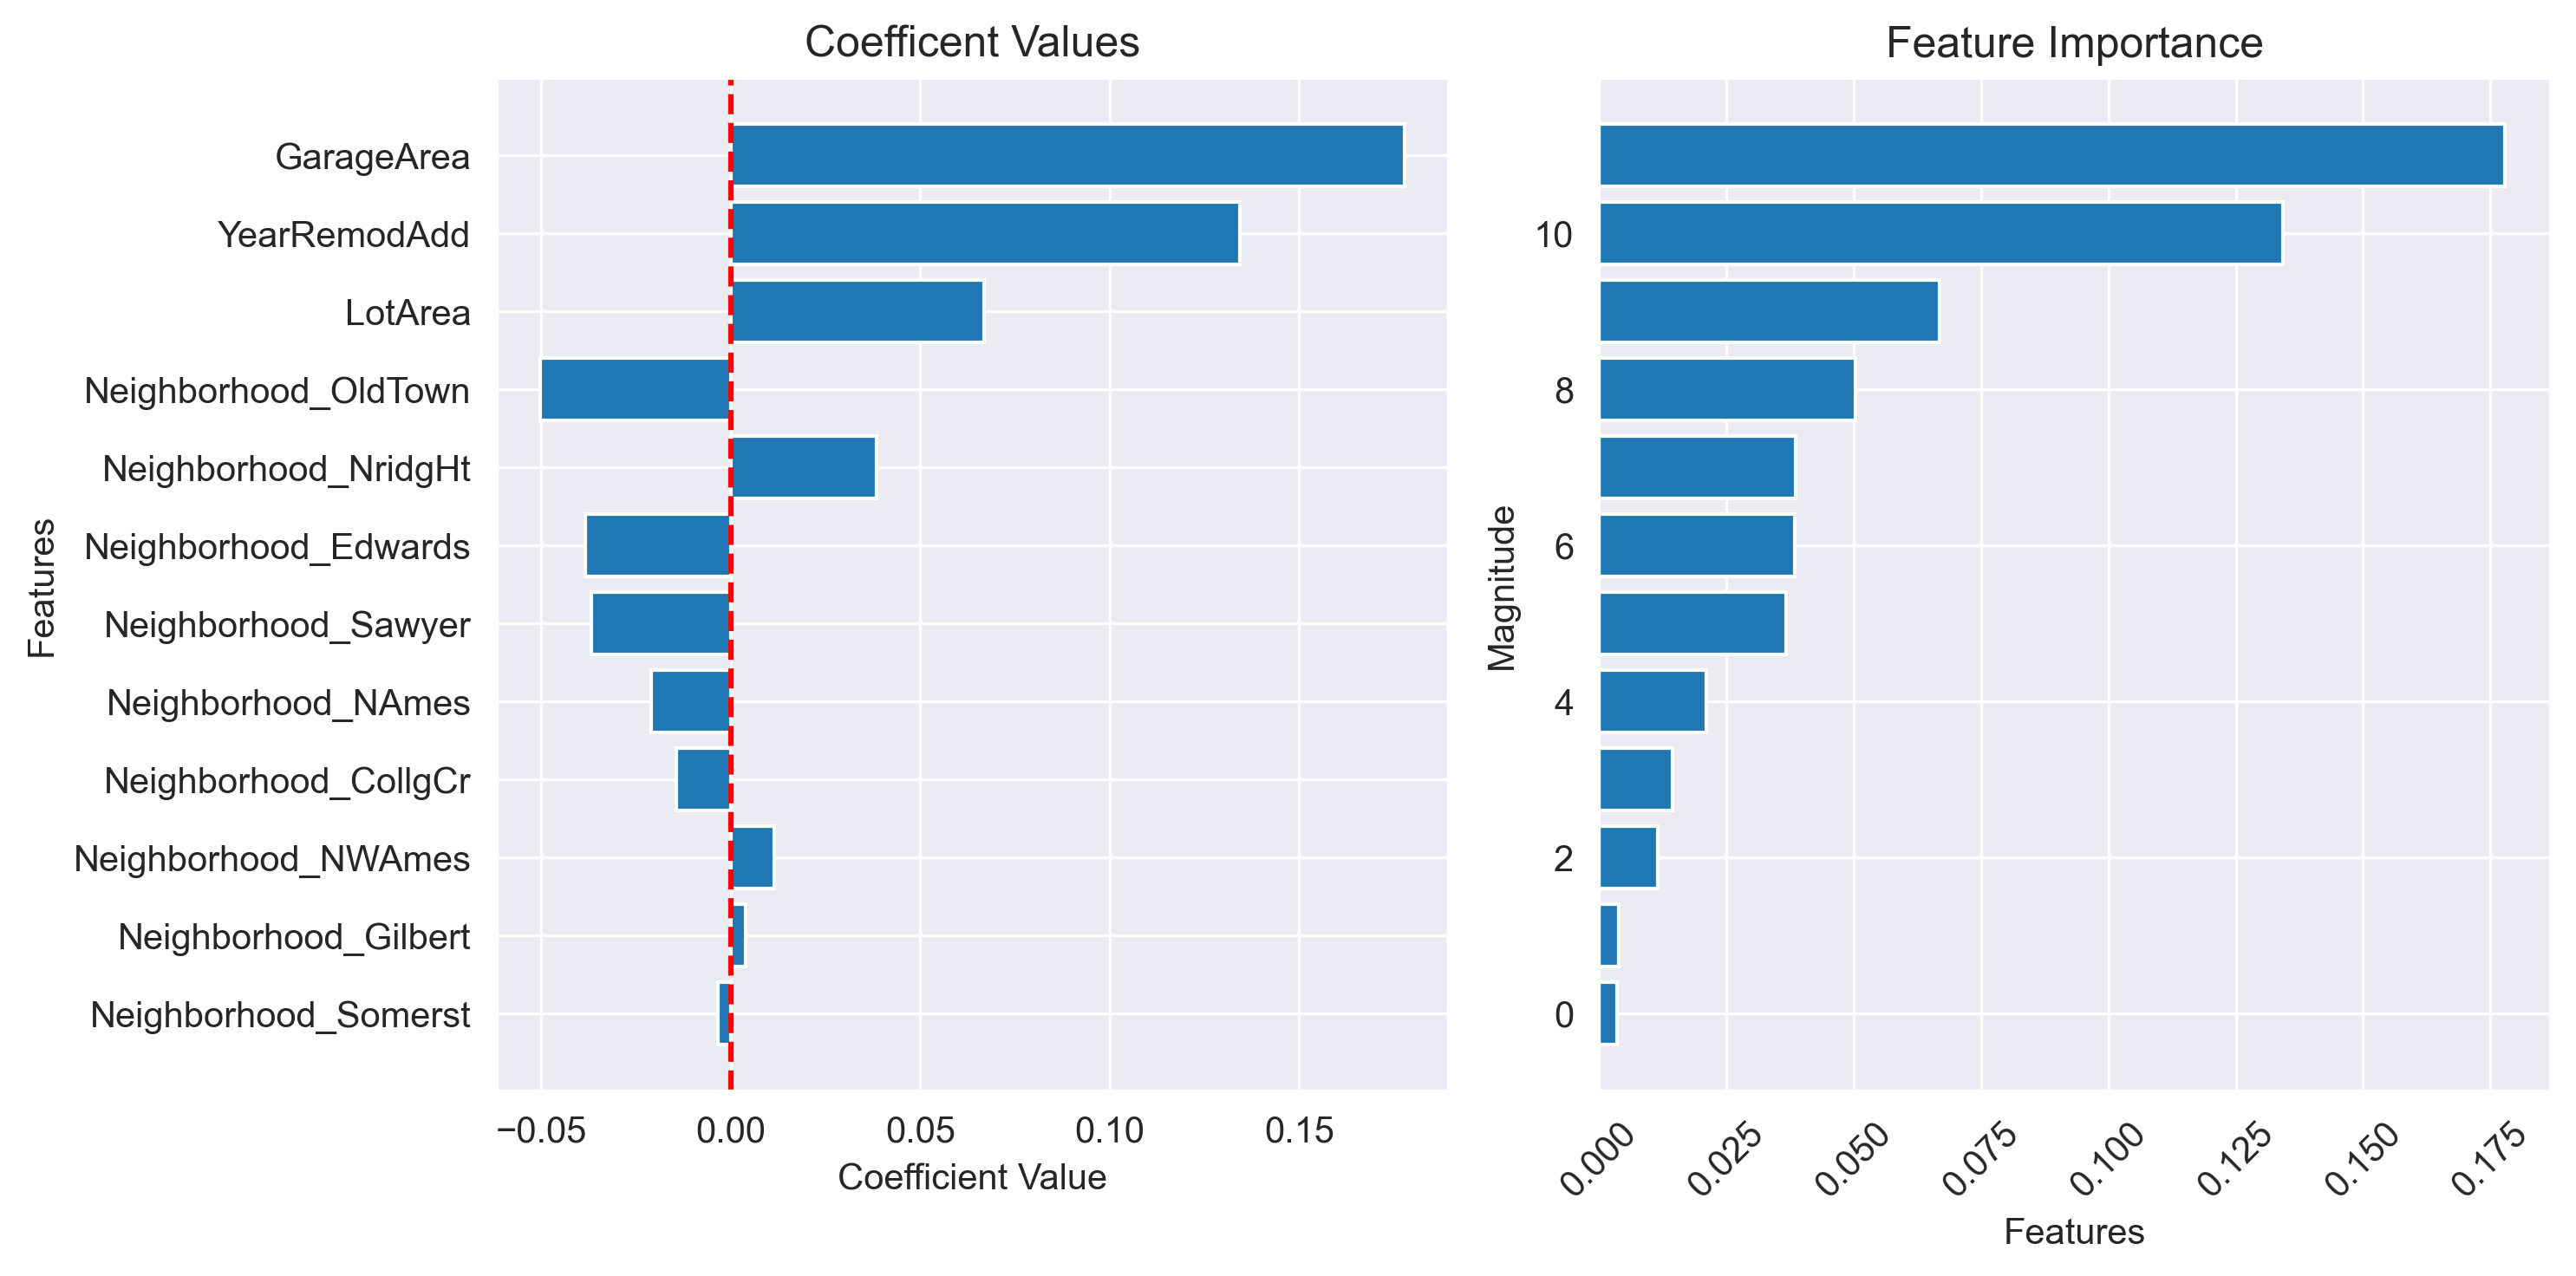 Coefficent Values
Features
GarageArea
YearRemodAdd
LotArea
Neighborhood_OldTown
Neighborhood_NridgHt
Neighborhood_Edwards
Neighborhood_Sawyer
Neighborhood_NAmes
Neighborhood_CollgCr
Neighborhood_NWAmes
Neighborhood_Gilbert
Neighborhood_Somerst
−0.05 0.00 0.05 0.10 0.15
Coefficient Value
Feature Importance
Magnitude
10
8
6
4
2
0
0.000 0.025 0.050 0.075 0.100 0.125 0.150 0.175
Features